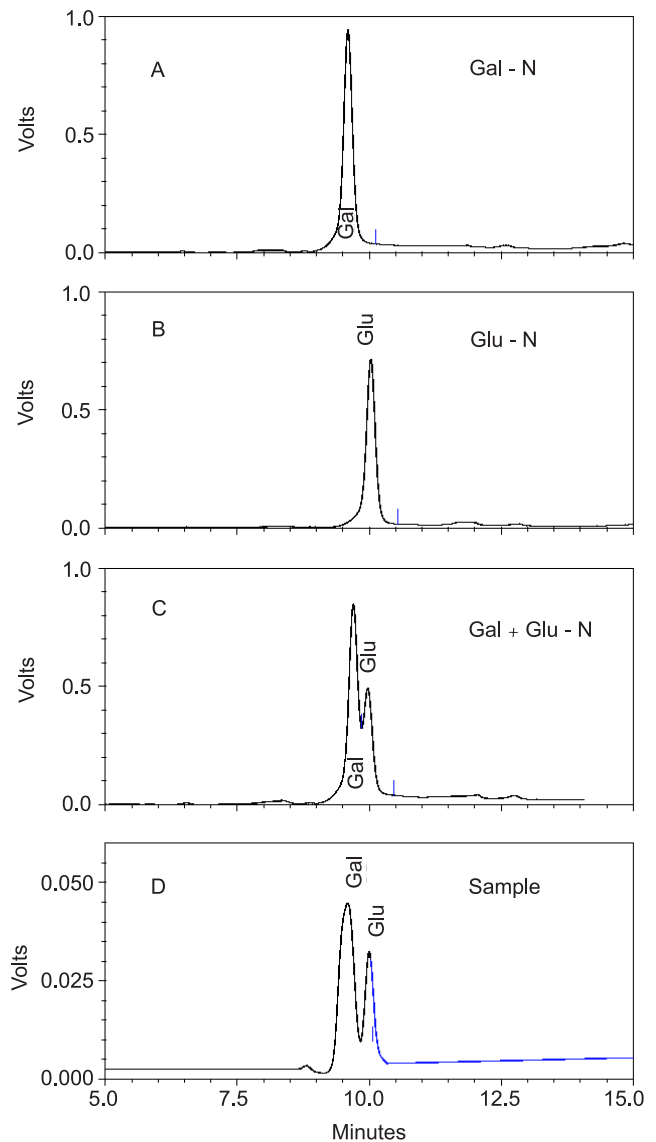 1.0
A
Gal - N
Volts
0.5
Gal
0.0
1.0
B
Glu
Glu - N
Volts
0.5
0.0
1.0
C
Gal + Glu - N
Glu
Volts
0.5
Gal
0.0
Gal
D
Sample
0.050
Glu
Volts
0.025
0.000
5.0 7.5 10.0 12.5 15.0
Minutes